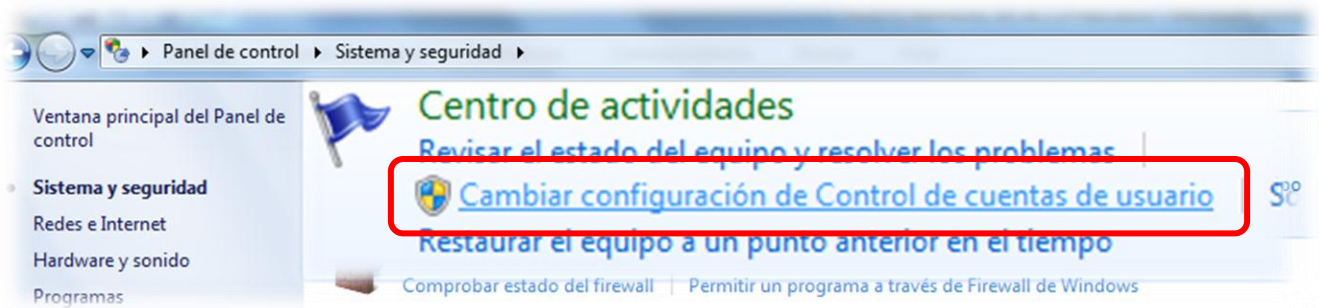 Panel de control ▸ Sistema y seguridad ▸
Ventana principal del Panel de
control
Sistema y seguridad
Redes e Internet
Hardware y sonido
Programas
Centro de actividades
Revisar el estado del equipo y resolver los problemas
Cambiar configuración de Control de cuentas de usuario
Restaurar el equipo a un punto anterior en el tiempo
Comprobar estado del firewall | Permitir un programa a través de Firewall de Windows